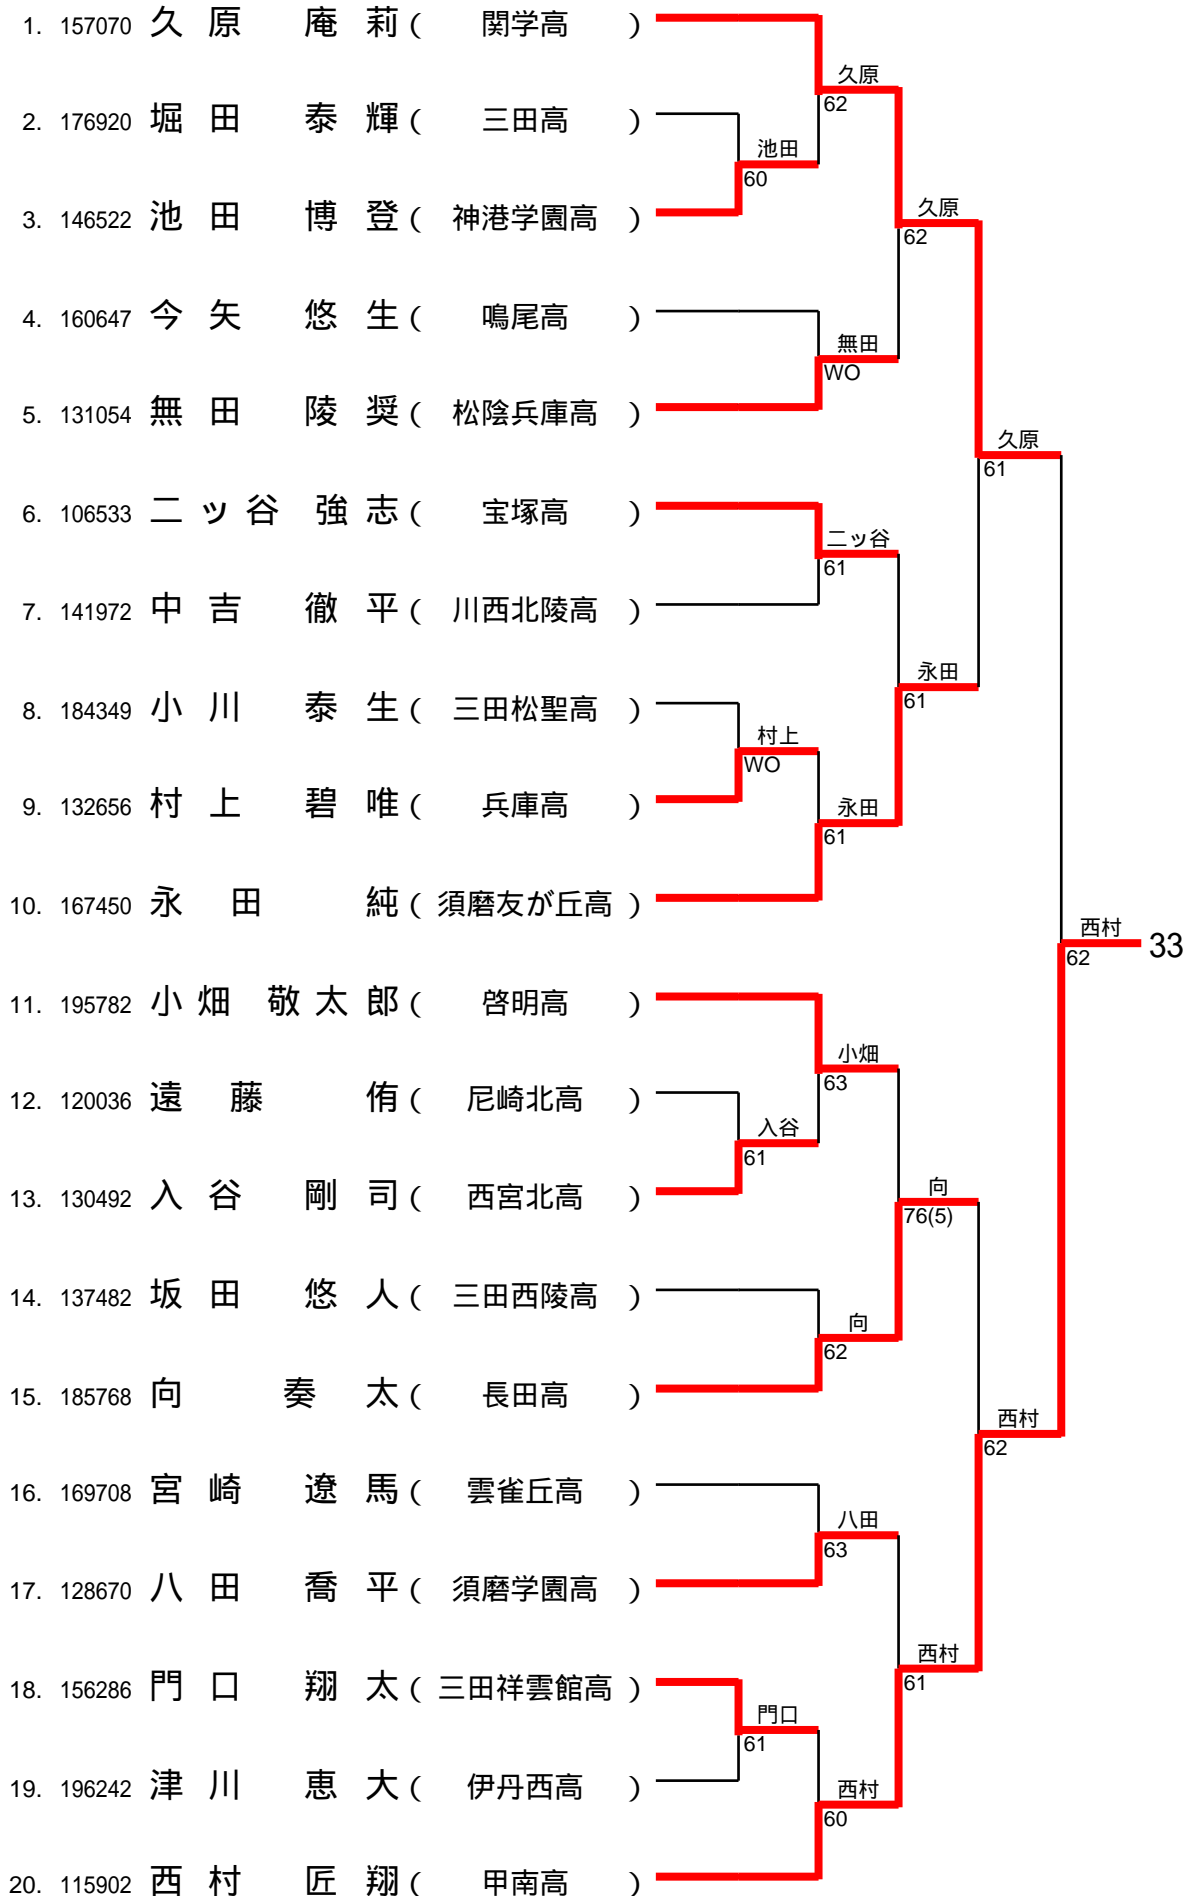 1. 157070 久原 庵莉 ( 関学高 )
久原
62
2. 176920 堀田 泰輝 ( 三田高 )
池田
60
3. 146522 池田 博登 ( 神港学園高 )
久原
62
4. 160647 今矢 悠生 ( 鳴尾高 )
無田
WO
5. 131054 無田 陵奨 ( 松陰兵庫高 )
久原
61
6. 106533 二ッ谷 強志 ( 宝塚高 )
二ッ谷
61
7. 141972 中吉 徹平 ( 川西北陵高 )
永田
61
8. 184349 小川 泰生 ( 三田松聖高 )
村上
WO
9. 132656 村上 碧唯 ( 兵庫高 )
永田
61
10. 167450 永田 純 ( 須磨友が丘高 )
西村
62
33
11. 195782 小畑 敬太郎 ( 啓明高 )
小畑
63
12. 120036 遠藤 侑 ( 尼崎北高 )
入谷
61
13. 130492 入谷 剛司 ( 西宮北高 )
向
76(5)
14. 137482 坂田 悠人 ( 三田西陵高 )
向
62
15. 185768 向 奏太 ( 長田高 )
西村
62
16. 169708 宮崎 遼馬 ( 雲雀丘高 )
八田
63
17. 128670 八田 喬平 ( 須磨学園高 )
西村
61
18. 156286 門口 翔太 ( 三田祥雲館高 )
門口
61
19. 196242 津川 恵大 ( 伊丹西高 )
西村
60
20. 115902 西村 匠翔 ( 甲南高 )